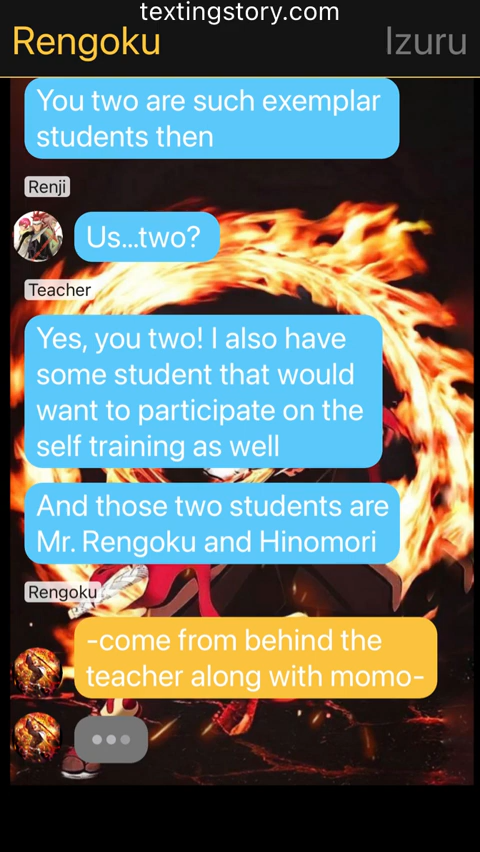 textingstory.com
Rengoku
Izuru
You two are such exemplar
students then
Renji
Us...two?
Teacher
Yes, you two! I also have
some student that would
want to participate on the
self training as well
And those two students are
Mr. Rengoku and Hinomori
Rengoku
-come from behind the
teacher along with momo-